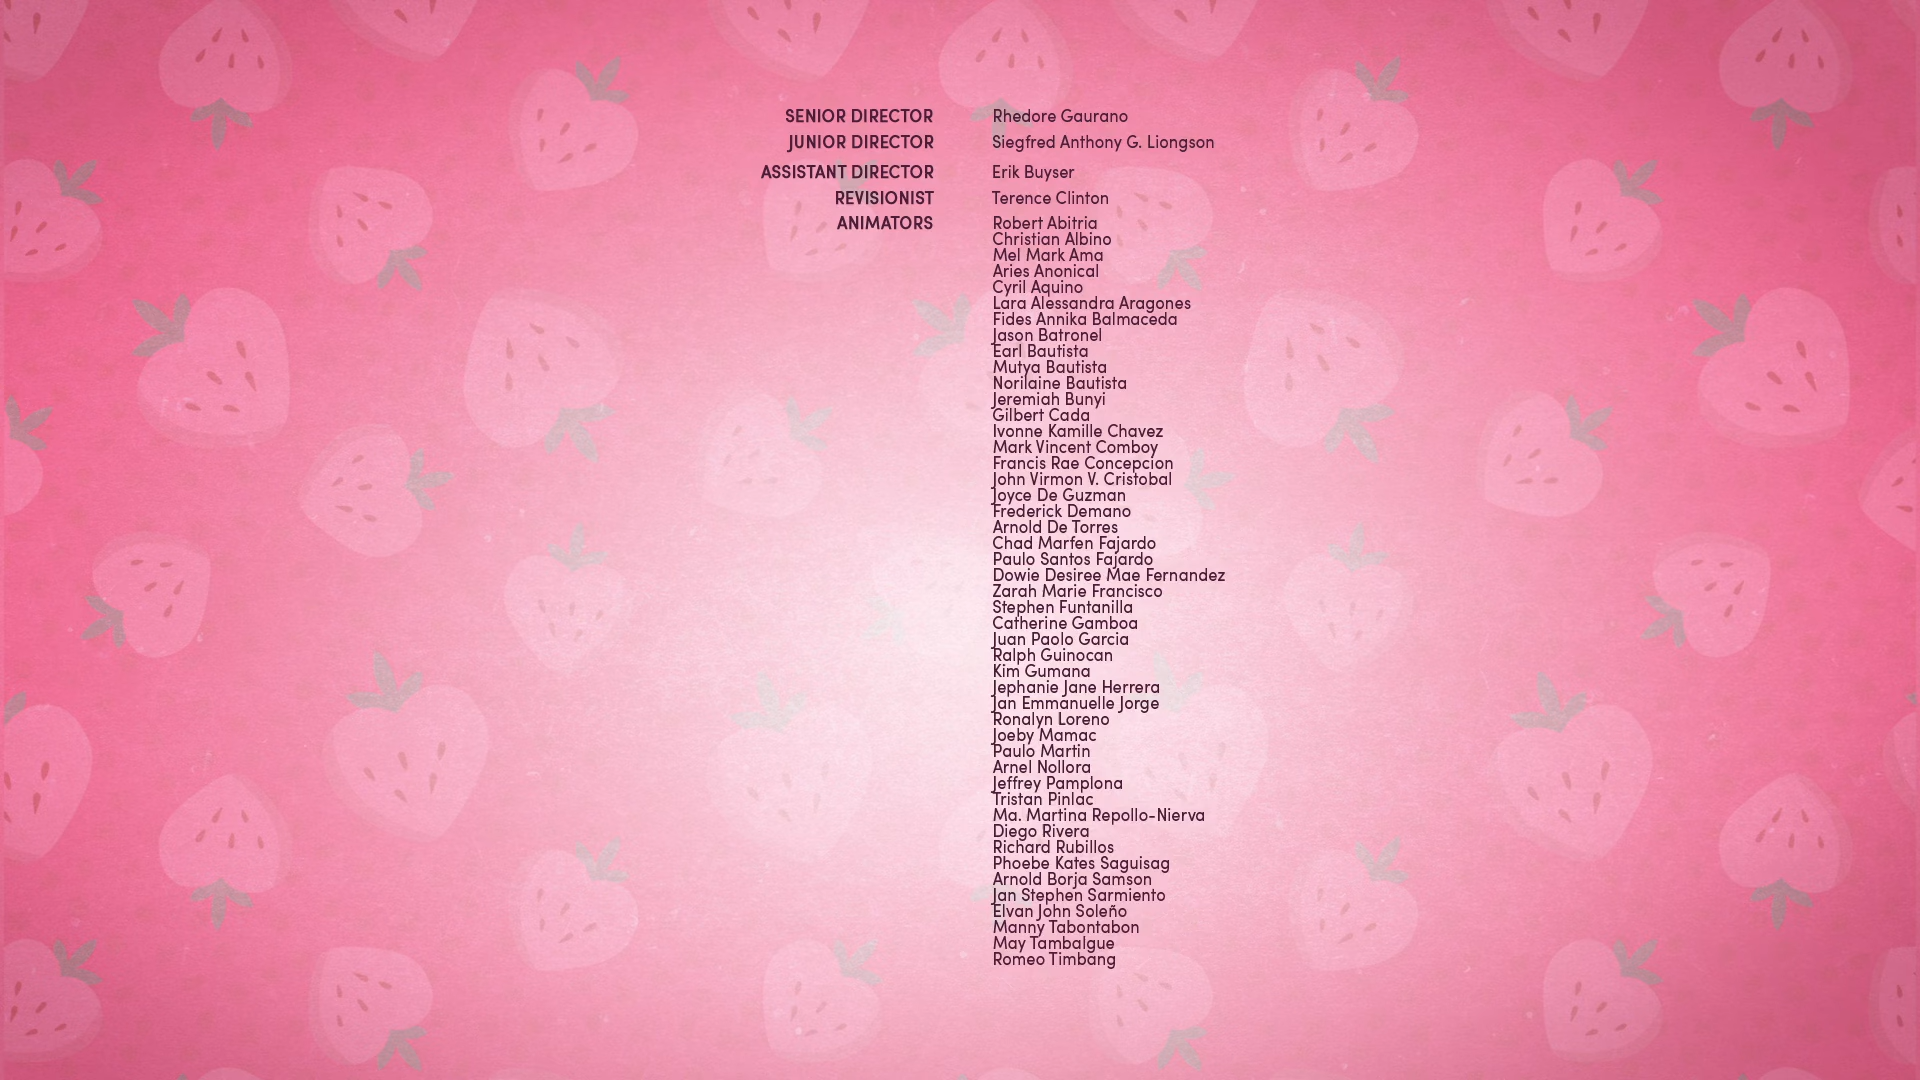 SENIOR DIRECTOR Rhedore Gaurano
JUNIOR DIRECTOR Siegfred Anthony G. Liongson
ASSISTANT DIRECTOR Erik Buyser
REVISIONIST Terence Clinton
ANIMATORS Robert Abitria
Christian Albino
Mel Mark Ama
Aries Anonical
Cyril Aquino
Lara Alessandra Aragones
Fides Annika Balmaceda
Jason Batronel
Earl Bautista
Mutya Bautista
Norilaine Bautista
Jeremiah Bunyi
Gilbert Cada
Ivonne Kamille Chavez
Mark Vincent Comboy
Francis Rae Concepcion
John Virmon V. Cristobal
Joyce De Guzman
Frederick Demano
Arnold De Torres
Chad Marfen Fajardo
Paulo Santos Fajardo
Dowie Desiree Mae Fernandez
Zarah Marie Francisco
Stephen Funtanilla
Catherine Gamboa
Juan Paolo Garcia
Ralph Guinocan
Kim Gumana
Jephanie Jane Herrera
Jan Emmanuelle Jorge
Ronalyn Loreno
Joeby Mamac
Paulo Martin
Arnel Nollora
Jeffrey Pamplona
Tristan Pinlac
Ma. Martina Repollo-Nierva
Diego Rivera
Richard Rubillos
Phoebe Kates Saguisag
Arnold Borja Samson
Jan Stephen Sarmiento
Elvan John Soleño
Manny Tabontabon
May Tambalgue
Romeo Timbang